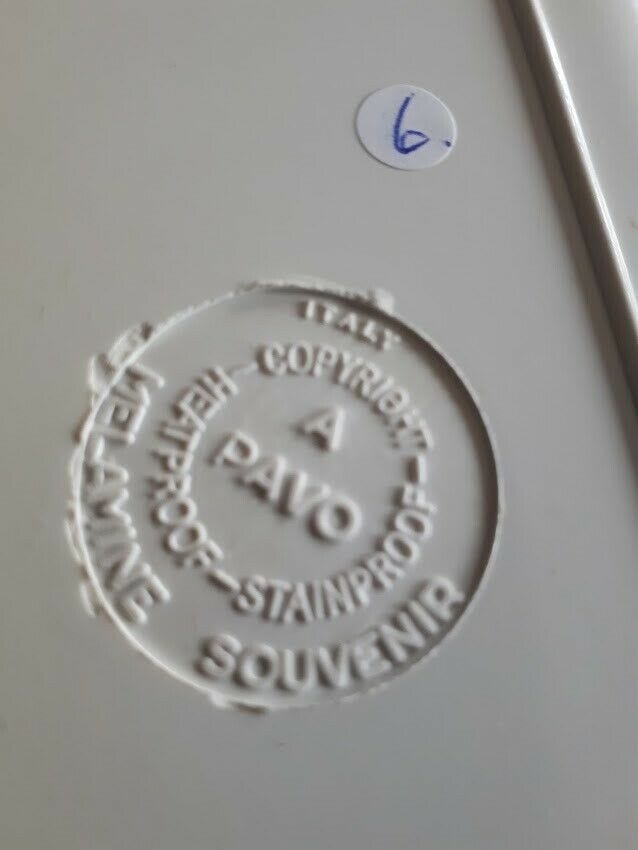 6.
ITALY
MELAMINE SOUVENIR
HEATPROOF - COPYRIGHT - STAINPROOF -
A
PAVO